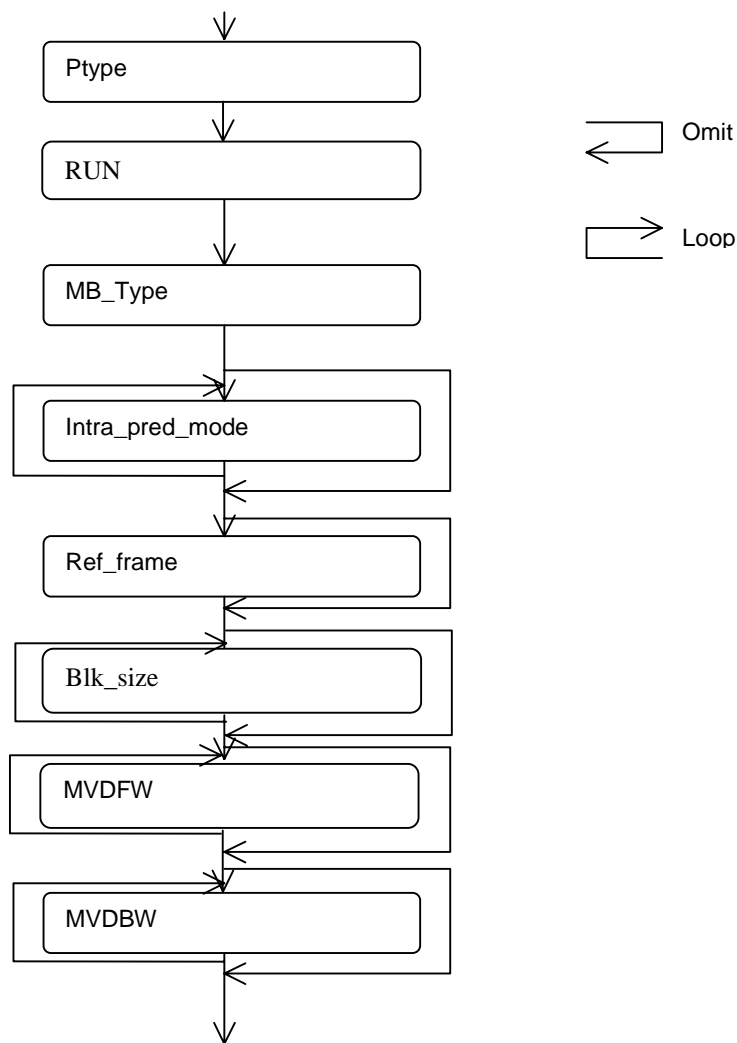 Ptype
Omit
RUN
Loop
MB_Type
Intra_pred_mode
Ref_frame
Blk_size
MVDFW
MVDBW